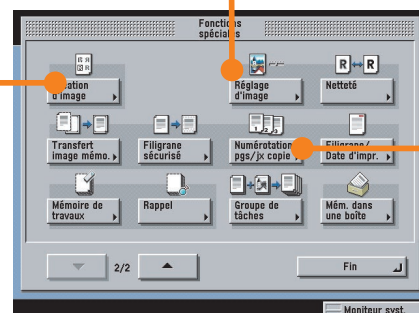 Fonctions
spéciales
d'image
Réglage
d'image
Netteté
Transfert
image mémo.
Filigrane
sécurisé
Numérotation
pgs/jx copie
Filigrane/
Date d'impr.
Mémoire de
travaux
Rappel
Groupe de
tâches
Mém. dans
une boîte
2/2
Fin
Moniteur syst.